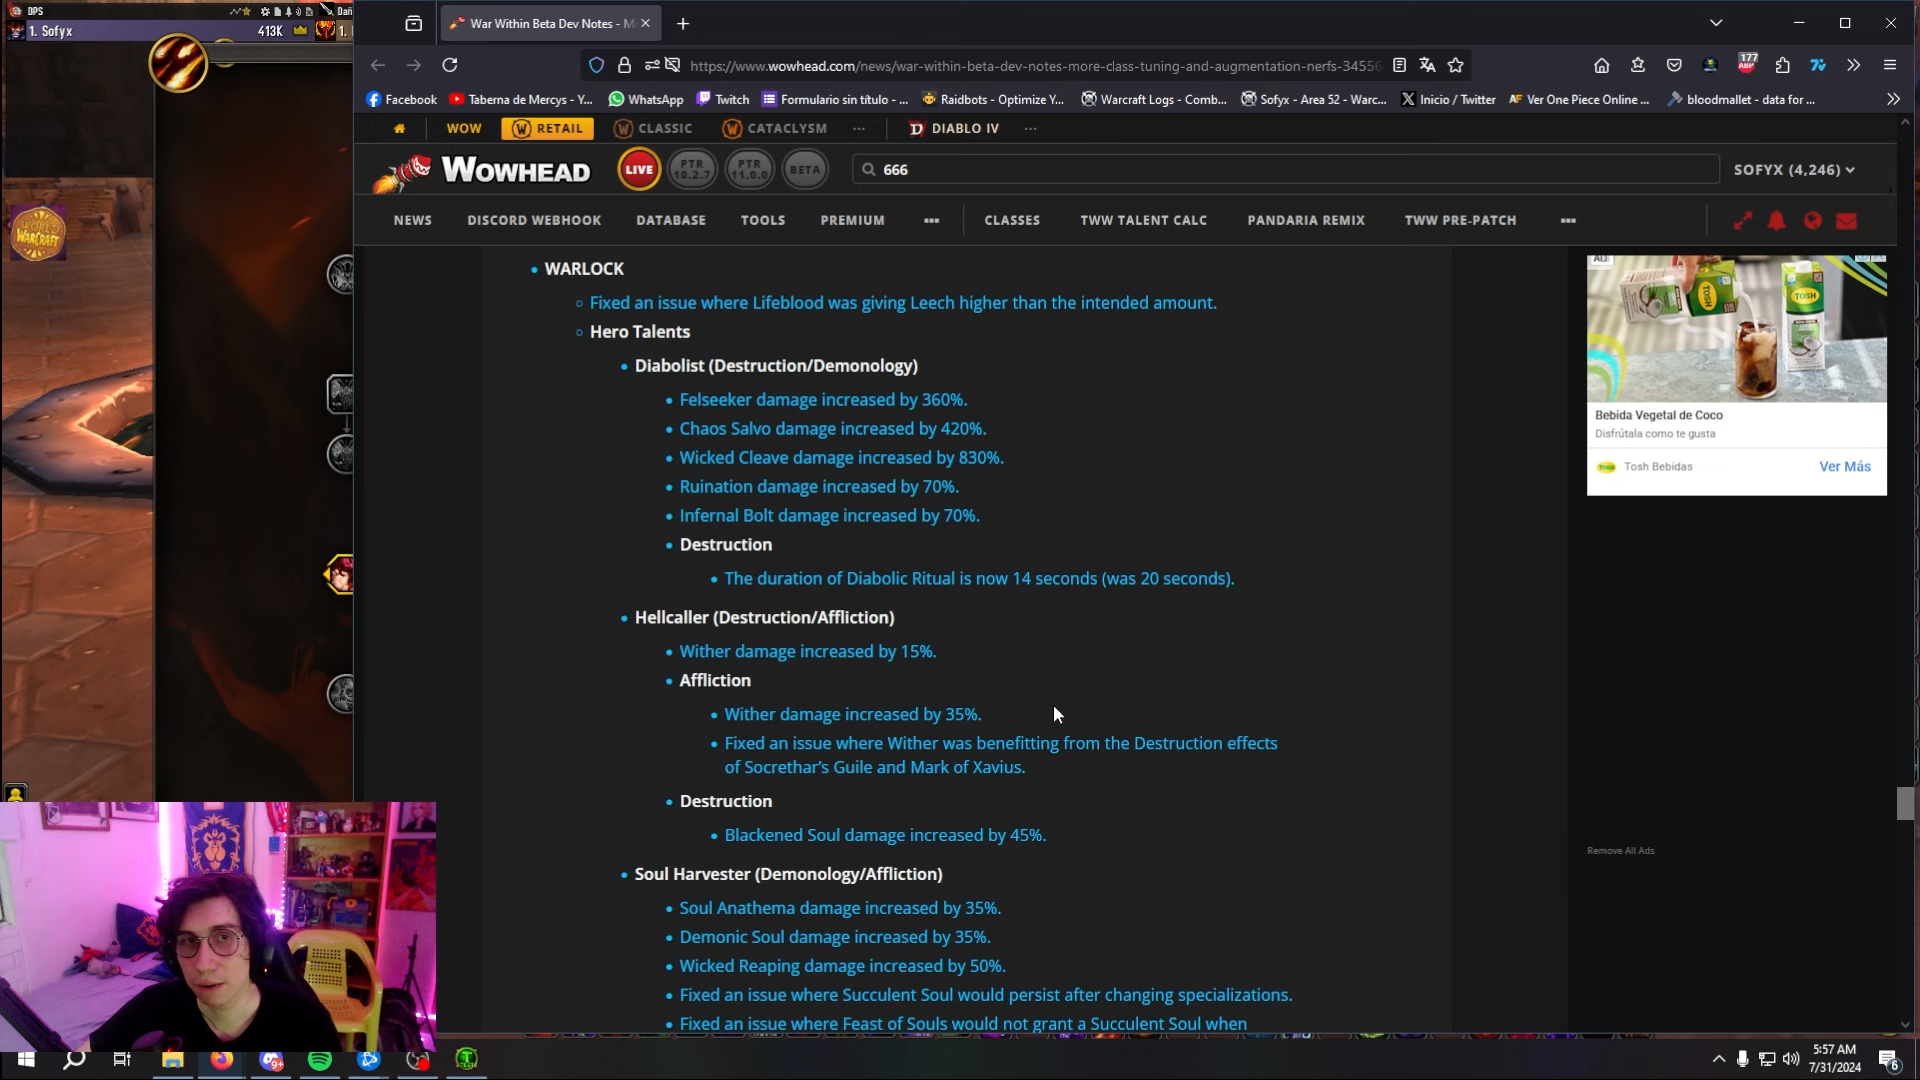 DPS
Dañ
1. Sofyx
413K
1.
War Within Beta Dev Notes - M
https://www.wowhead.com/news/war-within-beta-dev-notes-more-class-tuning-and-augmentation-nerfs-34556
177
ABP
Facebook
Taberna de Mercys - Y...
WhatsApp
Twitch
Formulario sin título - ...
Raidbots - Optimize Y...
Warcraft Logs - Comb...
Sofyx - Area 52 - Warc...
Inicio / Twitter
Ver One Piece Online ...
bloodmallet - data for ...
WOW
RETAIL
CLASSIC
CATACLYSM
DIABLO IV
WOWHEAD
LIVE
PTR
10.2.7
PTR
11.0.0
BETA
666
SOFYX (4,246)
NEWS
DISCORD WEBHOOK
DATABASE
TOOLS
PREMIUM
CLASSES
TWW TALENT CALC
PANDARIA REMIX
TWW PRE-PATCH
WORLD
WARCRAFT
WARLOCK
Fixed an issue where Lifeblood was giving Leech higher than the intended amount.
Hero Talents
Diabolist (Destruction/Demonology)
Felseeker damage increased by 360%.
Chaos Salvo damage increased by 420%.
Wicked Cleave damage increased by 830%.
Ruination damage increased by 70%.
Infernal Bolt damage increased by 70%.
Destruction
The duration of Diabolic Ritual is now 14 seconds (was 20 seconds).
Hellcaller (Destruction/Affliction)
Wither damage increased by 15%.
Affliction
Wither damage increased by 35%.
Fixed an issue where Wither was benefitting from the Destruction effects
of Socrethar's Guile and Mark of Xavius.
Destruction
Blackened Soul damage increased by 45%.
Soul Harvester (Demonology/Affliction)
Soul Anathema damage increased by 35%.
Demonic Soul damage increased by 35%.
Wicked Reaping damage increased by 50%.
Fixed an issue where Succulent Soul would persist after changing specializations.
Fixed an issue where Feast of Souls would not grant a Succulent Soul when
AD
TOSH
TOSH
Bebida Vegetal de Coco
Disfrútala como te gusta
Tosh Bebidas
Ver Más
Remove All Ads
9+
5:57 AM
7/31/2024
6